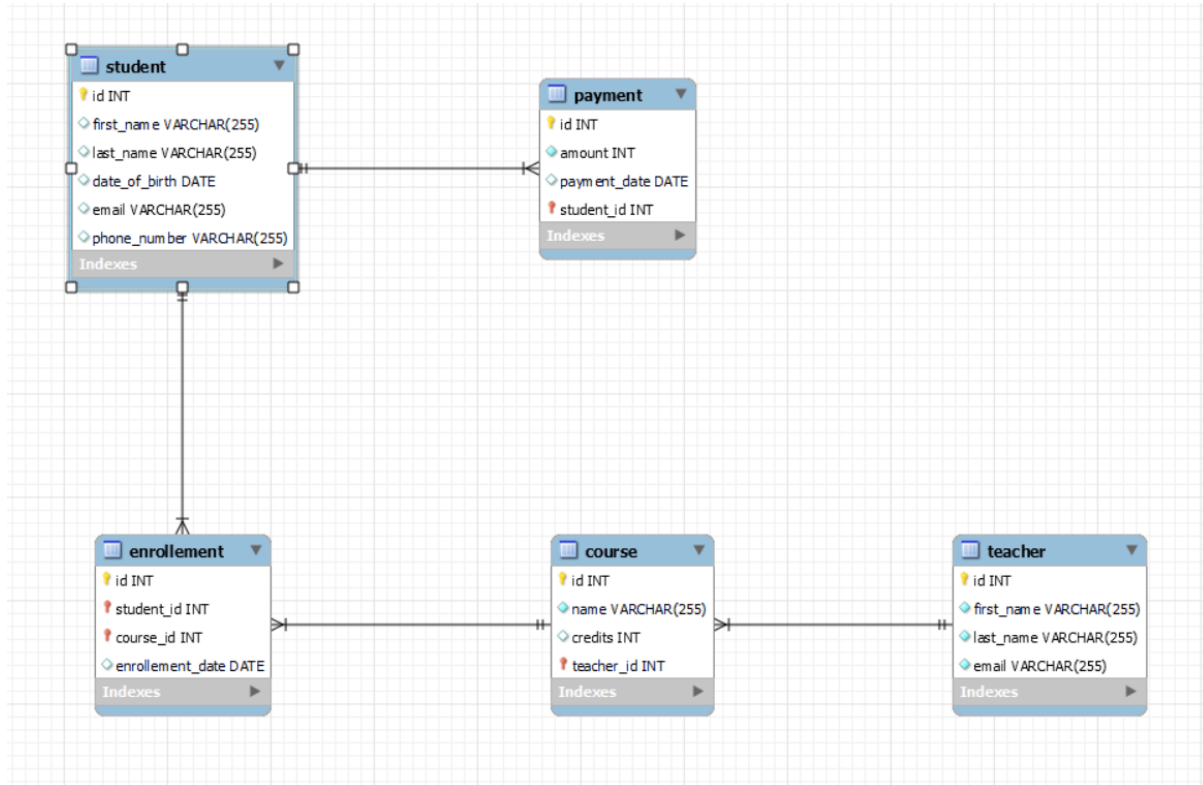 student
id INT
first_name VARCHAR(255)
last_name VARCHAR(255)
date_of_birth DATE
email VARCHAR(255)
phone_number VARCHAR(255)
Indexes
payment
id INT
amount INT
payment_date DATE
student_id INT
Indexes
enrollement
id INT
student_id INT
course_id INT
enrollement_date DATE
Indexes
course
id INT
name VARCHAR(255)
credits INT
teacher_id INT
Indexes
teacher
id INT
first_name VARCHAR(255)
last_name VARCHAR(255)
email VARCHAR(255)
Indexes